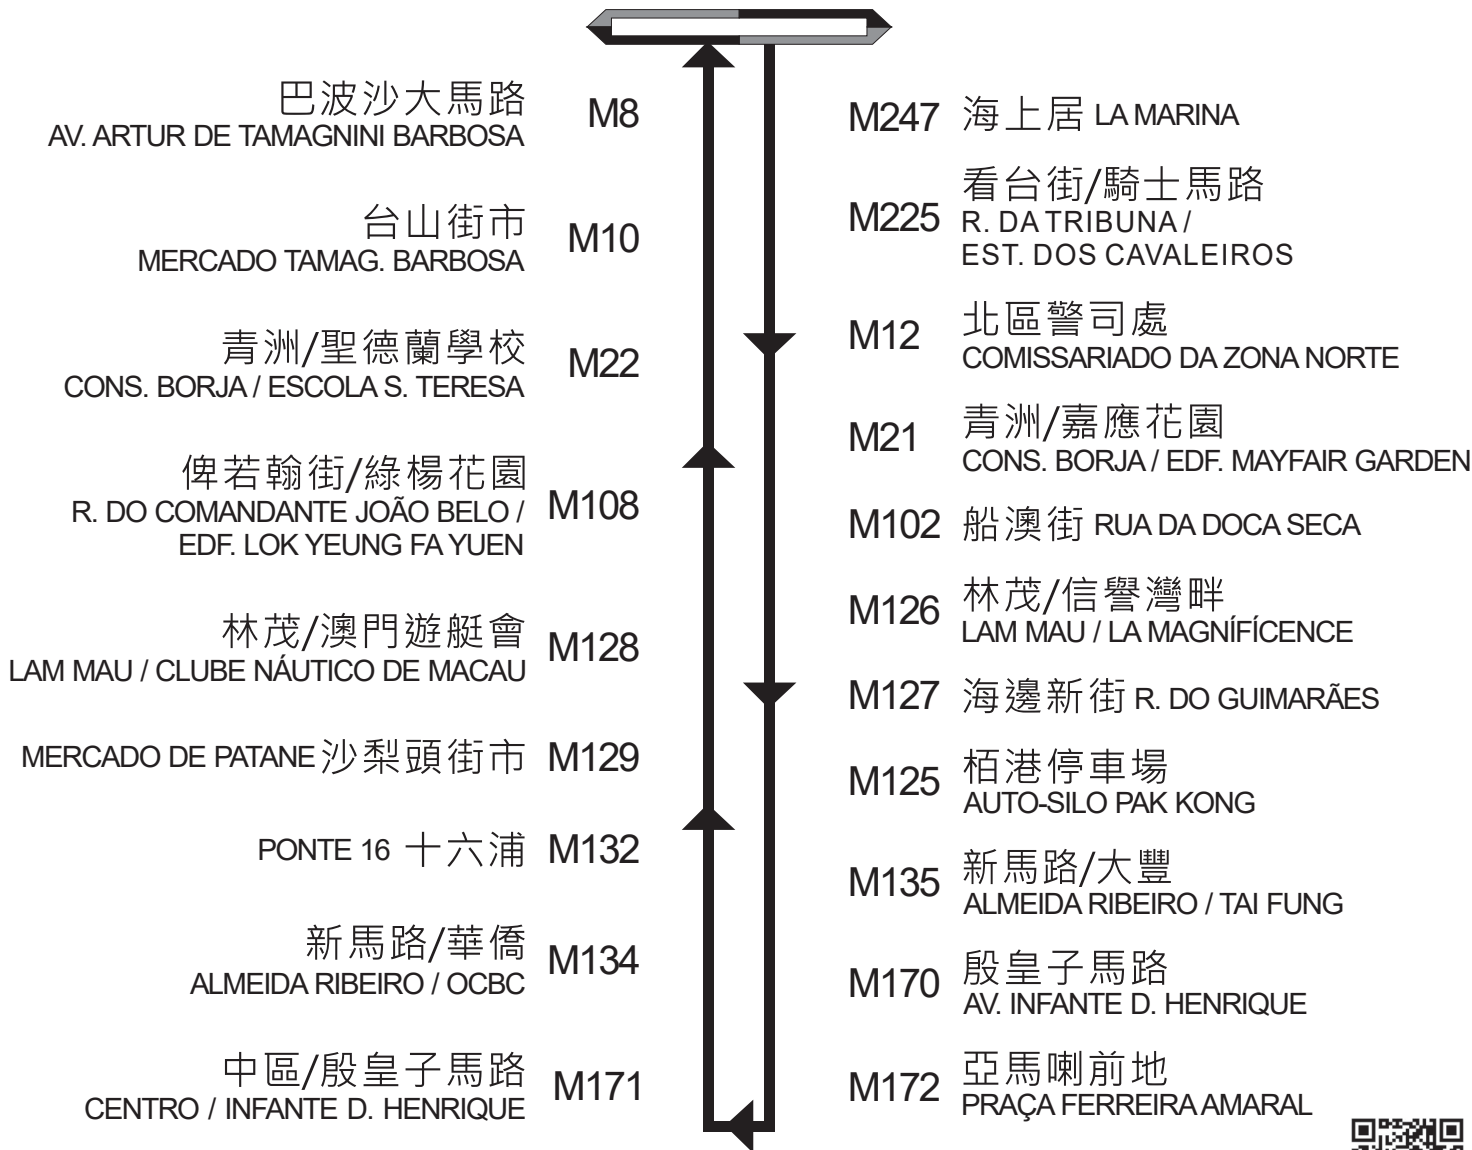 巴波沙大馬路
AV. ARTUR DE TAMAGNINI BARBOSA
M8
台山街市
MERCADO TAMAG. BARBOSA
M10
青洲/聖德蘭學校
CONS. BORJA / ESCOLA S. TERESA
M22
俾若翰街/綠楊花園
R. DO COMANDANTE JOÃO BELO /
EDF. LOK YEUNG FA YUEN
M108
林茂/澳門遊艇會
LAM MAU / CLUBE NÁUTICO DE MACAU
M128
MERCADO DE PATANE 沙梨頭街市 M129
PONTE 16 十六浦 M132
新馬路/華僑
ALMEIDA RIBEIRO / OCBC
M134
中區/殷皇子馬路
CENTRO / INFANTE D. HENRIQUE
M171
M247 海上居 LA MARINA
M225
看台街/騎士馬路
R. DA TRIBUNA /
EST. DOS CAVALEIROS
M12
北區警司處
COMISSARIADO DA ZONA NORTE
M21
青洲/嘉應花園
CONS. BORJA / EDF. MAYFAIR GARDEN
M102 船澳街 RUA DA DOCA SECA
M126
林茂/信譽灣畔
LAM MAU / LA MAGNÍFÍCENCE
M127 海邊新街 R. DO GUIMARÃES
M125
栢港停車場
AUTO-SILO PAK KONG
M135
新馬路/大豐
ALMEIDA RIBEIRO / TAI FUNG
M170
殷皇子馬路
AV. INFANTE D. HENRIQUE
M172
亞馬喇前地
PRAÇA FERREIRA AMARAL